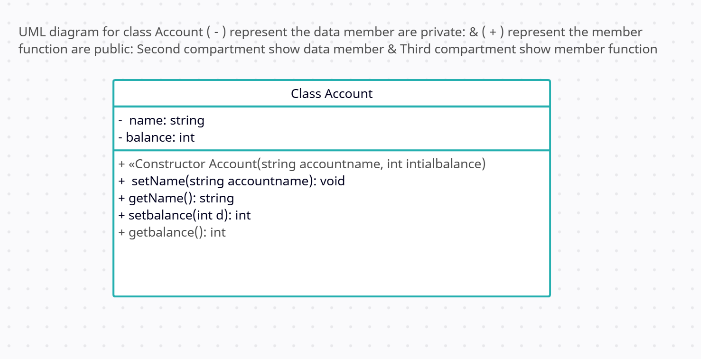 UML diagram for class Account ( - ) represent the data member are private: & ( + ) represent the member
function are public: Second compartment show data member & Third compartment show member function
Class Account
-  name: string
- balance: int
+ «Constructor Account(string accountname, int intialbalance)
+  setName(string accountname): void
+ getName(): string
+ setbalance(int d): int
+ getbalance(): int